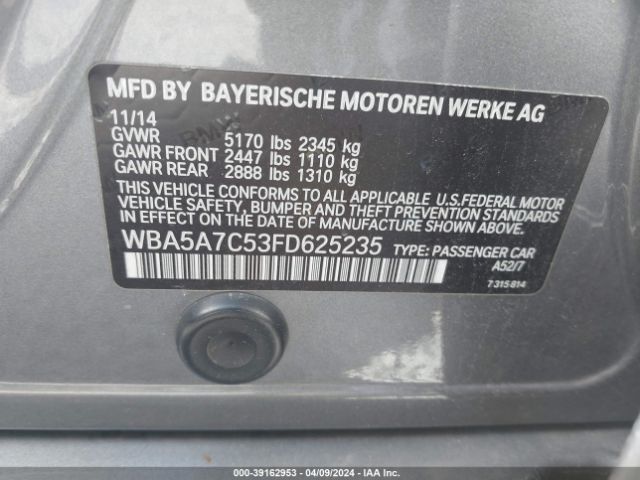 MFD BY BAYERISCHE MOTOREN WERKE AG
11/14
GVWR 5170 lbs 2345 kg
GAWR FRONT 2447 lbs 1110 kg
GAWR REAR 2888 lbs 1310 kg
THIS VEHICLE CONFORMS TO ALL APPLICABLE U.S.FEDERAL MOTOR
VEHICLE SAFETY, BUMPER AND THEFT PREVENTION STANDARDS
IN EFFECT ON THE DATE OF MANUFACTURE SHOWN ABOVE.
WBA5A7C53FD625235 TYPE: PASSENGER CAR
A52/7
7 315 814
000-39162953 / 04/09/2024 / IAA Inc.